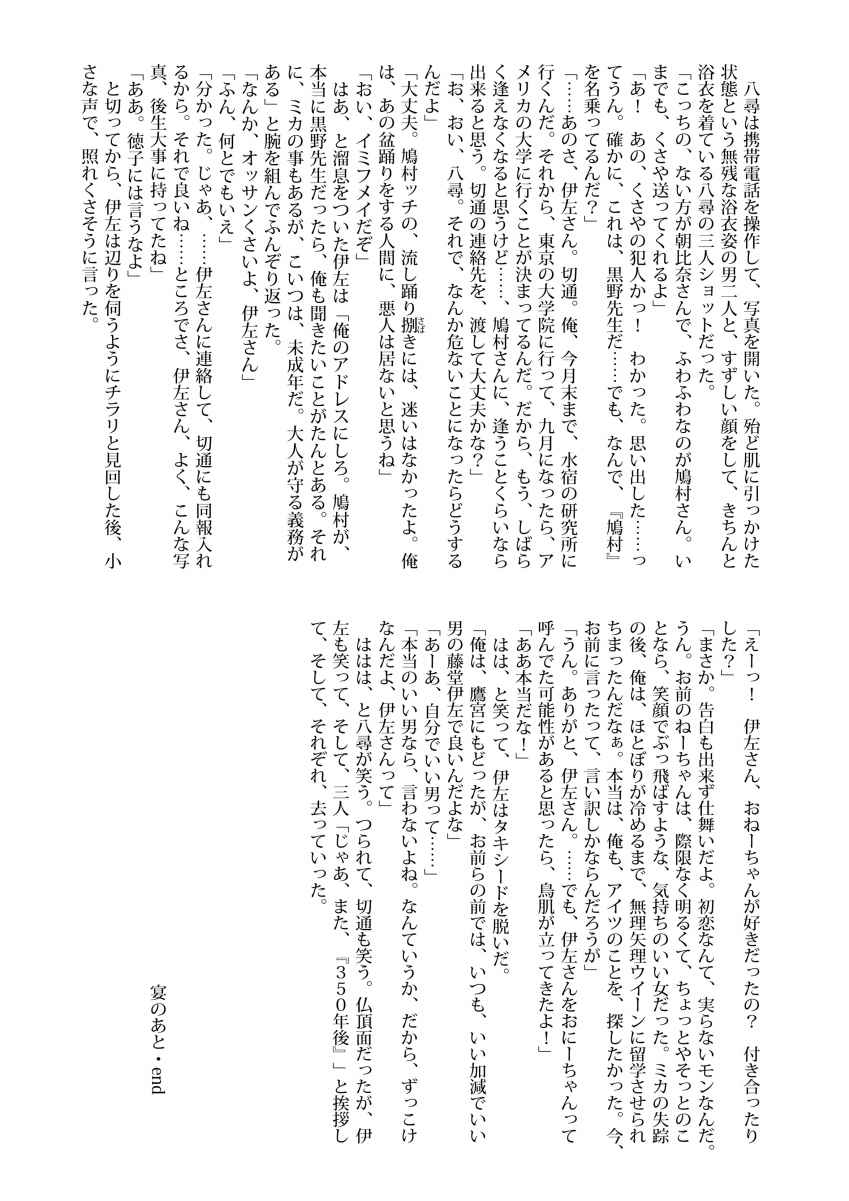 八尋は携帯電話を操作して、写真を開いた。殆ど肌に引っかけた
状態という無残な浴衣姿の男二人と、すずしい顔をして、きちんと
浴衣を着ている八尋の三人ショットだった。
「こっちの、ない方が朝比奈さんで、ふわふわなのが鳩村さん。い
までも、くさや送ってくれるよ」
「あ！　あの、くさやの犯人かっ！　わかった。思い出した……っ
てうん。確かに、これは、黒野先生だ……でも、なんで、『鳩村』
を名乗ってるんだ？」
「……あのさ、伊左さん。切通。俺、今月末まで、水宿の研究所に
行くんだ。それから、東京の大学院に行って、九月になったら、ア
メリカの大学に行くことが決まってるんだ。だから、もう、しばら
く逢えなくなると思うけど……、鳩村さんに、逢うことくらいなら
出来ると思う。切通の連絡先を、渡して大丈夫かな？」
「お、おい、八尋。それで、なんか危ないことになったらどうする
んだよ」
「大丈夫。鳩村ッチの、流し踊り捌さばきには、迷いはなかったよ。俺
は、あの盆踊りをする人間に、悪人は居ないと思うね」
「おい、イミフメイだぞ」
はあ、と溜息をついた伊左は「俺のアドレスにしろ。鳩村が、
本当に黒野先生だったら、俺も聞きたいことがたんとある。それ
に、ミカの事もあるが、こいつは、未成年だ。大人が守る義務が
ある」と腕を組んでふんぞり返った。
「なんか、オッサンくさいよ、伊左さん」
「ふん、何とでもいえ」
「分かった。じゃあ、……伊左さんに連絡して、切通にも同報入れ
るから。それで良いね……ところでさ、伊左さん、よく、こんな写
真、後生大事に持ってたね」
「ああ。徳子には言うなよ」
と切ってから、伊左は辺りを伺うようにチラリと見回した後、小
さな声で、照れくさそうに言った。
「えーっ！　伊左さん、おねーちゃんが好きだったの？　付き合ったり
した？」
「まさか。告白も出来ず仕舞いだよ。初恋なんて、実らないモンなんだ。
うん。お前のねーちゃんは、際限なく明るくて、ちょっとやそっとのこ
となら、笑顔でぶっ飛ばすような、気持ちのいい女だった。ミカの失踪
の後、俺は、ほとぼりが冷めるまで、無理矢理ウイーンに留学させられ
ちまったんだなぁ。本当は、俺も、アイツのことを、探したかった。今、
お前に言ったって、言い訳しかならんだろうが」
「うん。ありがと、伊左さん。……でも、伊左さんをおにーちゃんって
呼んでた可能性があると思ったら、鳥肌が立ってきたよ！」
「ああ本当だな！」
はは、と笑って、伊左はタキシードを脱いだ。
「俺は、鷹宮にもどったが、お前らの前では、いつも、いい加減でいい
男の藤堂伊左で良いんだよな」
「あーあ、自分でいい男って……」
「本当のいい男なら、言わないよね。なんていうか、だから、ずっこけ
なんだよ、伊左さんって」
ははは、と八尋が笑う。つられて、切通も笑う。仏頂面だったが、伊
左も笑って、そして、三人「じゃあ、また、『３５０年後』」と挨拶し
て、そして、それぞれ、去っていった。
宴のあと・end